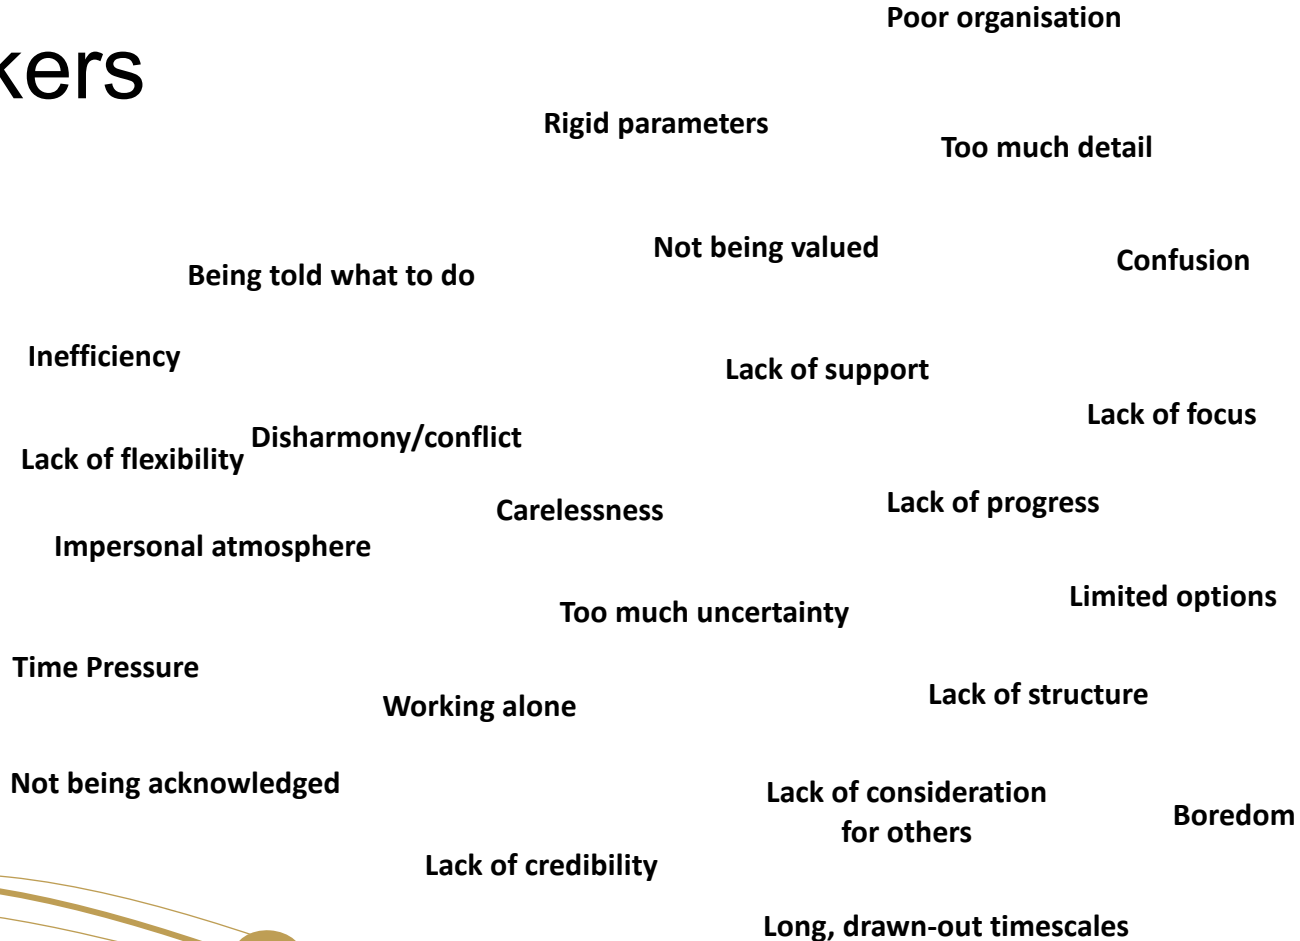 Poor organisation
kers
Rigid parameters
Too much detail
Not being valued
Confusion
Being told what to do
Inefficiency
Lack of support
Lack of focus
Disharmony/conflict
Lack of flexibility
Lack of progress
Carelessness
Impersonal atmosphere
Limited options
Too much uncertainty
Time Pressure
Lack of structure
Working alone
Not being acknowledged
Lack of consideration
for others
Boredom
Lack of credibility
Long, drawn-out timescales